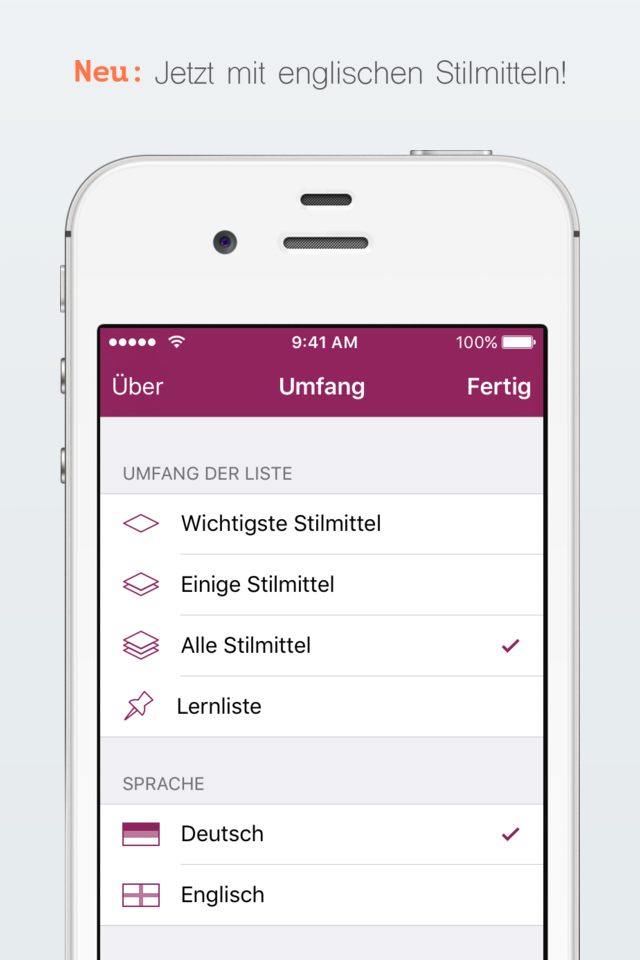 Neu: Jetzt mit englischen Stilmitteln!
9:41 AM 100%
Über Umfang Fertig
UMFANG DER LISTE
Wichtigste Stilmittel
Einige Stilmittel
Alle Stilmittel
Lernliste
SPRACHE
Deutsch
Englisch